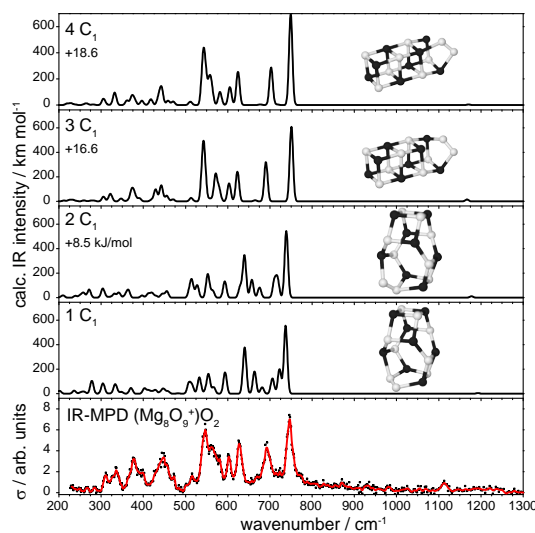 600
400
200
0
4 C₁
+18.6
600
400
200
0
3 C₁
+16.6
600
400
200
0
2 C₁
+8.5 kJ/mol
600
400
200
0
1 C₁
calc. IR intensity / km mol⁻¹
8
6
4
2
0
IR-MPD (Mg₈O₉⁺)O₂
σ / arb. units
200 300 400 500 600 700 800 900 1000 1100 1200 1300
wavenumber / cm⁻¹